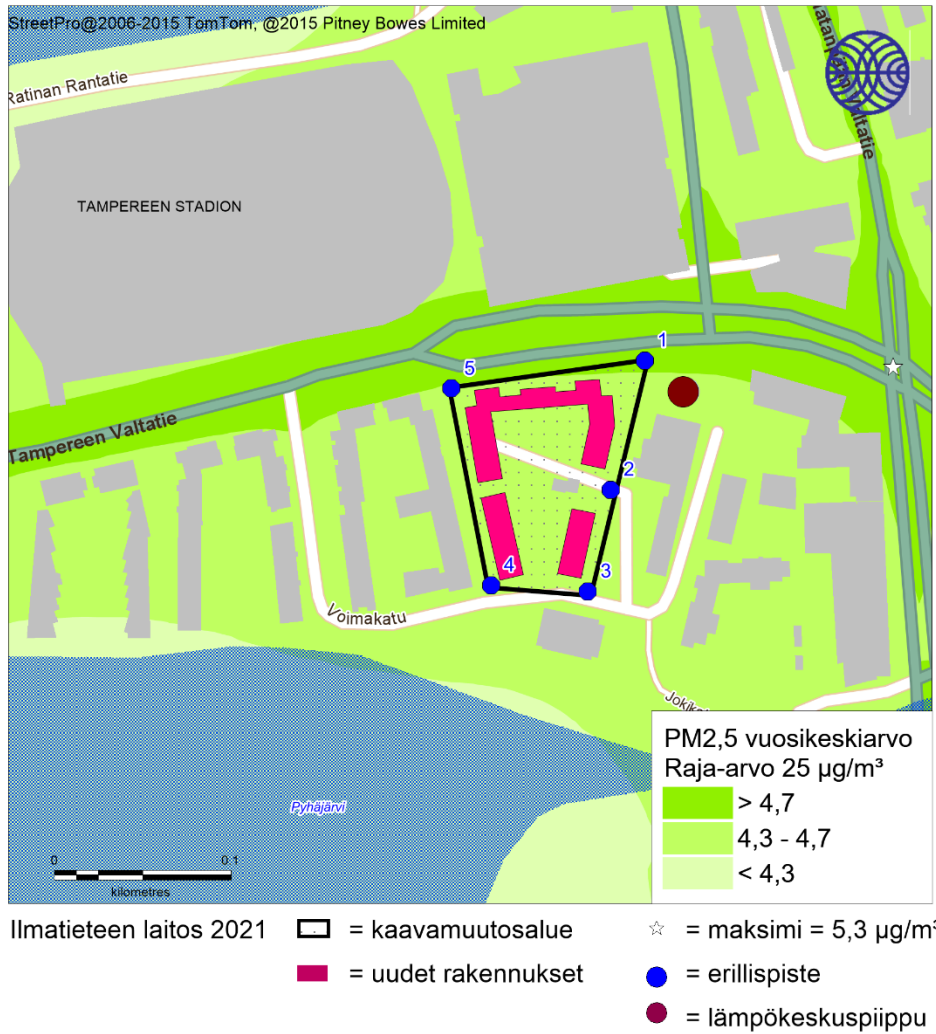 StreetPro@2006-2015 TomTom, @2015 Pitney Bowes Limited
Ratinan Rantatie
Valtatie
TAMPEREEN STADION
1
5
Tampereen Valtatie
2
4
3
Voimakatu
Pyhäjärvi
0
0.1
kilometres
PM2,5 vuosikeskiarvo
Raja-arvo 25 µg/m³
> 4,7
4,3 - 4,7
< 4,3
Ilmatieteen laitos 2021
= kaavamuutosalue
= maksimi = 5,3 µg/m³
= uudet rakennukset
= erillispiste
= lämpökeskuspiippu